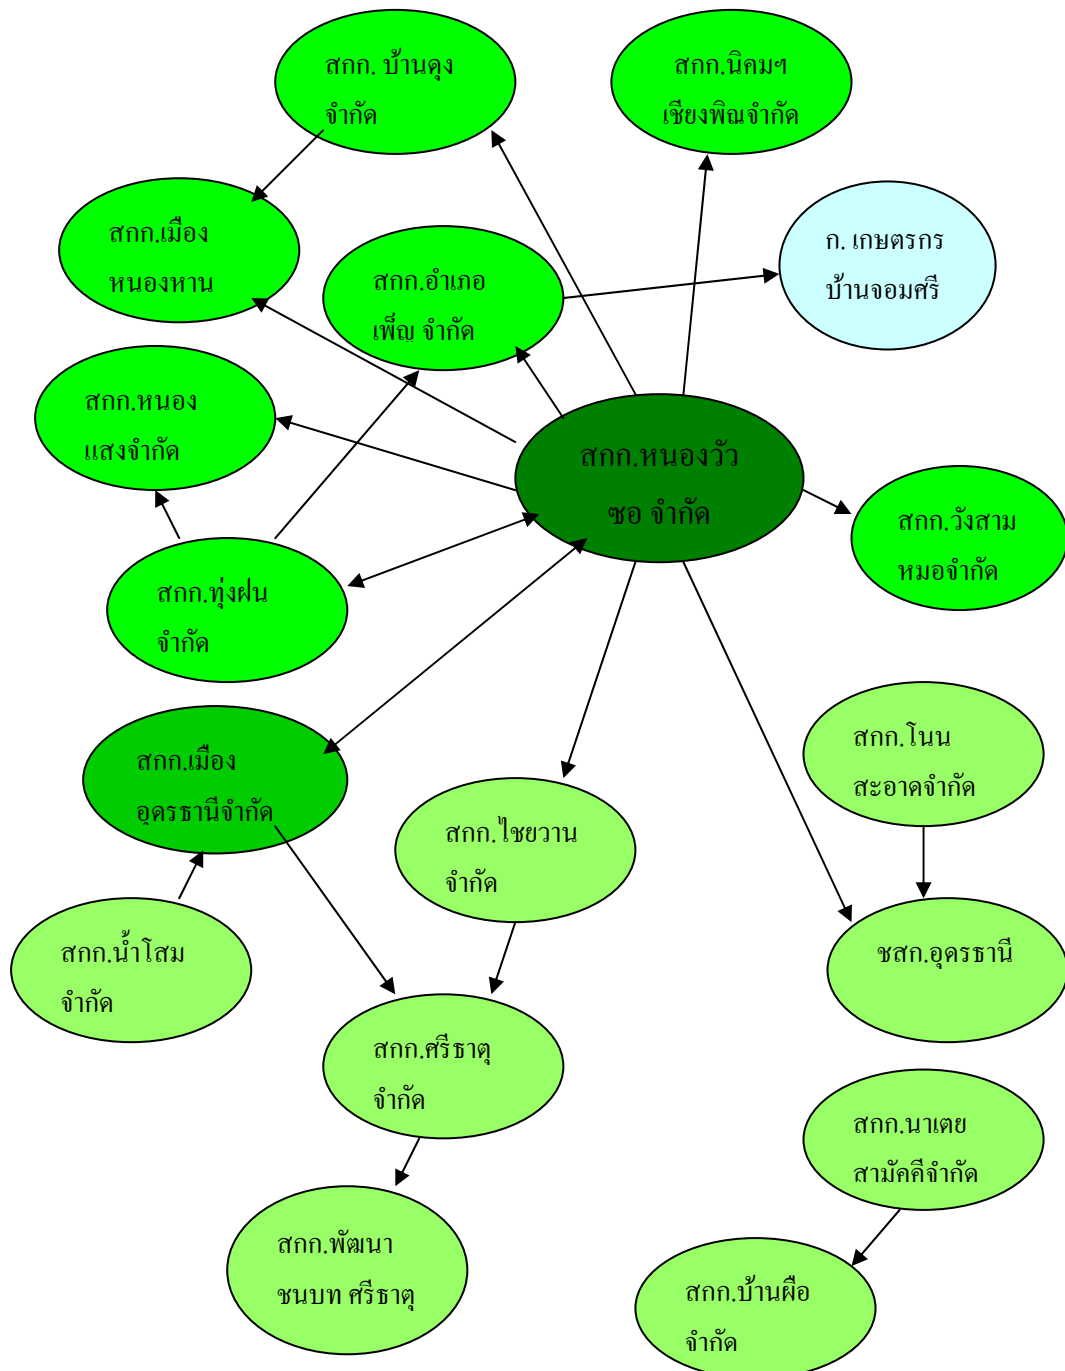 สกก. บ้านดุง
จำกัด
สกก.นิคมฯ
เชียงพิณจำกัด
สกก.เมือง
หนองหาน
สกก.อำเภอ
เพ็ญ จำกัด
ก. เกษตรกร
บ้านจอมศรี
สกก.หนอง
แสงจำกัด
สกก.หนองวัว
ซอ จำกัด
สกก.วังสาม
หมอจำกัด
สกก.ทุ่งฝน
จำกัด
สกก.เมือง
อุดรธานีจำกัด
สกก.โนน
สะอาดจำกัด
สกก.ไชยวาน
จำกัด
สกก.น้ำโสม
จำกัด
ชสก.อุดรธานี
สกก.ศรีธาตุ
จำกัด
สกก.นาเตย
สามัคคีจำกัด
สกก.พัฒนา
ชนบท ศรีธาตุ
สกก.บ้านผือ
จำกัด